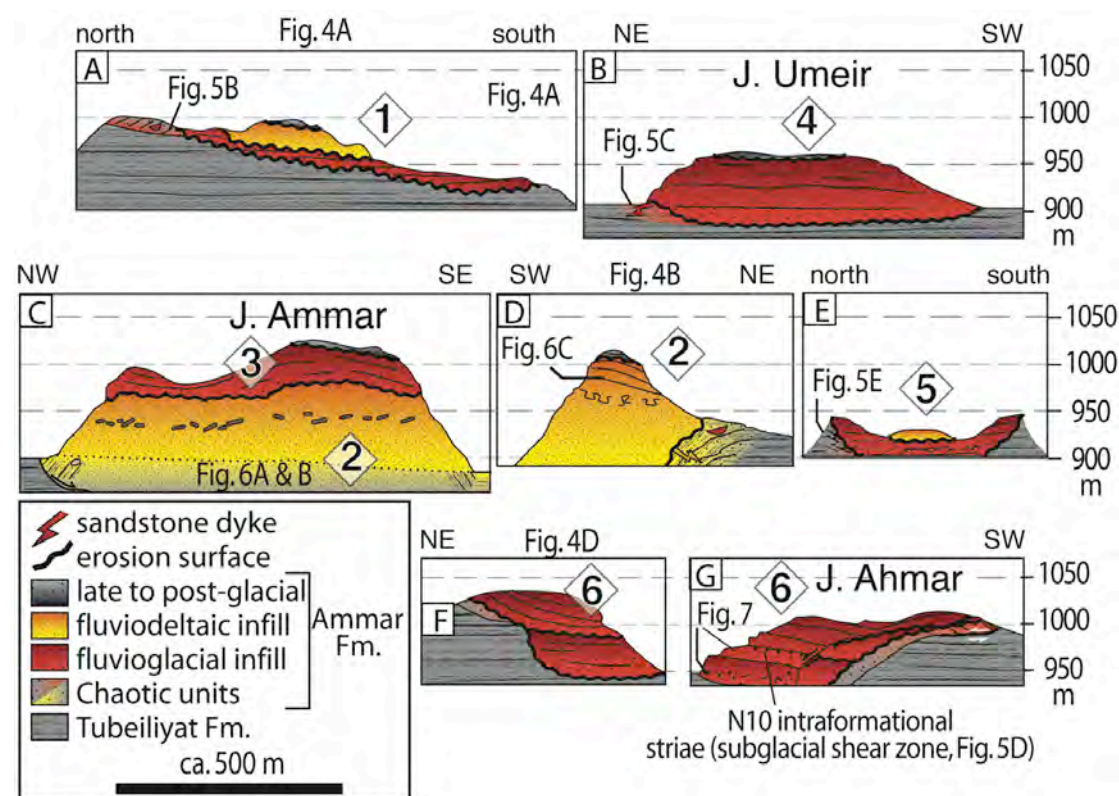 north Fig. 4A south
A
Fig. 5B
1
Fig. 4A
NE SW
B J. Umeir
4
Fig. 5C
1050
1000
950
900
m
NW SE
C J. Ammar
3
2
Fig. 6A & B
SW Fig. 4B NE
D
2
Fig. 6C
north south
E
5
Fig. 5E
1050
1000
950
900
m
sandstone dyke
erosion surface
late to post-glacial
fluviodeltaic infill
fluvioglacial infill
Chaotic units
Ammar
Fm.
Tubeiliyat Fm.
ca. 500 m
NE Fig. 4D
6
F
SW
G 6 J. Ahmar
Fig. 7
1050
1000
950
m
N10 intraformational
striae (subglacial shear zone, Fig. 5D)